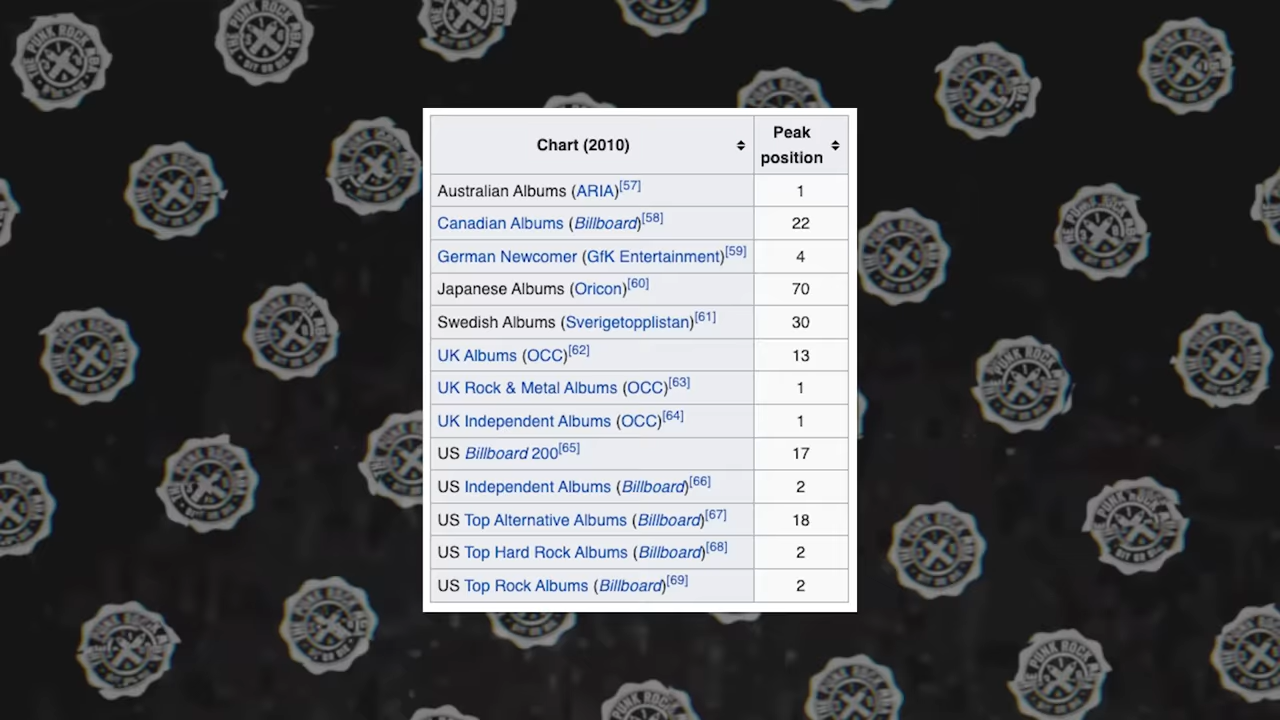 Chart (2010) Peak position
Australian Albums (ARIA)[57] 1
Canadian Albums (Billboard)[58] 22
German Newcomer (GfK Entertainment)[59] 4
Japanese Albums (Oricon)[60] 70
Swedish Albums (Sverigetopplistan)[61] 30
UK Albums (OCC)[62] 13
UK Rock & Metal Albums (OCC)[63] 1
UK Independent Albums (OCC)[64] 1
US Billboard 200[65] 17
US Independent Albums (Billboard)[66] 2
US Top Alternative Albums (Billboard)[67] 18
US Top Hard Rock Albums (Billboard)[68] 2
US Top Rock Albums (Billboard)[69] 2
THE PUNK ROCK MBA